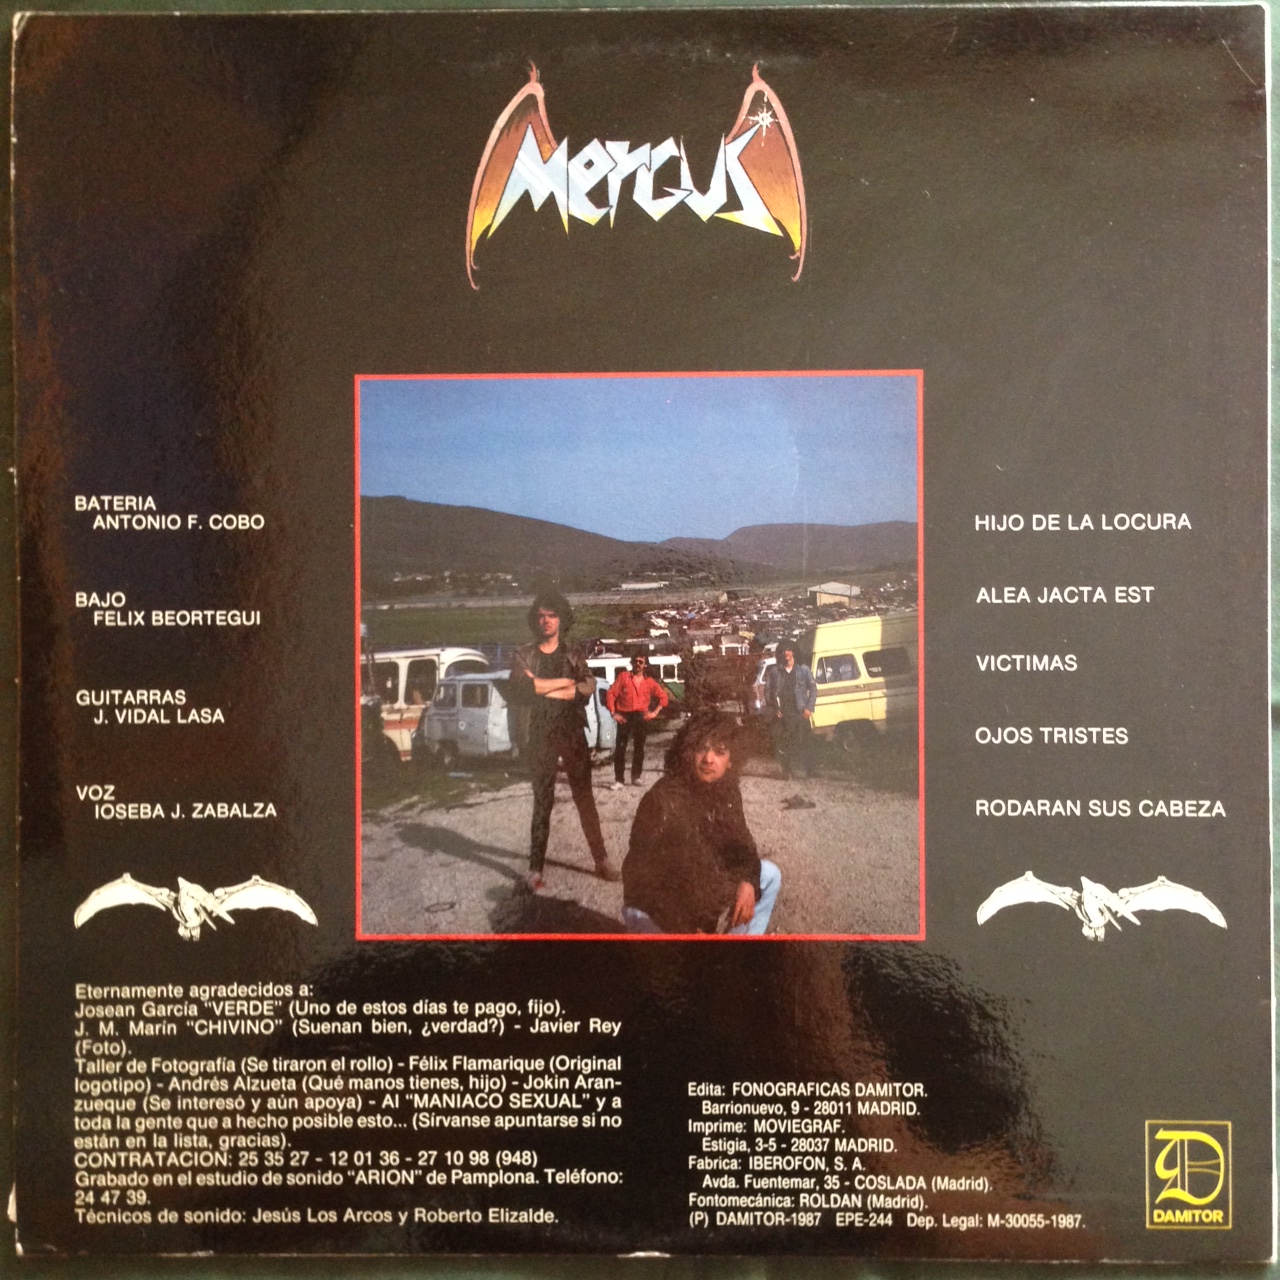 Mercus
BATERIA
ANTONIO F. COBO
BAJO
FELIX BEORTEGUI
GUITARRAS
J. VIDAL LASA
VOZ
IOSEBA J. ZABALZA
HIJO DE LA LOCURA
ALEA JACTA EST
VICTIMAS
OJOS TRISTES
RODARAN SUS CABEZA
Eternamente agradecidos a:
Josean García "VERDE" (Uno de estos días te pago, fijo).
J. M. Marín "CHIVINO" (Suenan bien, ¿verdad?) - Javier Rey
(Foto).
Taller de Fotografía (Se tiraron el rollo) - Félix Flamarique (Original
logotipo) - Andrés Alzueta (Qué manos tienes, hijo) - Jokin Aran-
zueque (Se interesó y aún apoya) - Al "MANIACO SEXUAL" y a
toda la gente que a hecho posible esto... (Sírvanse apuntarse si no
están en la lista, gracias).
CONTRATACION: 25 35 27 - 12 01 36 - 27 10 98 (948)
Grabado en el estudio de sonido "ARION" de Pamplona. Teléfono:
24 47 39.
Técnicos de sonido: Jesús Los Arcos y Roberto Elizalde.
Edita: FONOGRAFICAS DAMITOR.
Barrionuevo, 9 - 28011 MADRID.
Imprime: MOVIEGRAF.
Estigia, 3-5 - 28037 MADRID.
Fabrica: IBEROFON, S. A.
Avda. Fuentemar, 35 - COSLADA (Madrid).
Fontomecánica: ROLDAN (Madrid).
(P) DAMITOR-1987 EPE-244 Dep. Legal: M-30055-1987.
D
DAMITOR